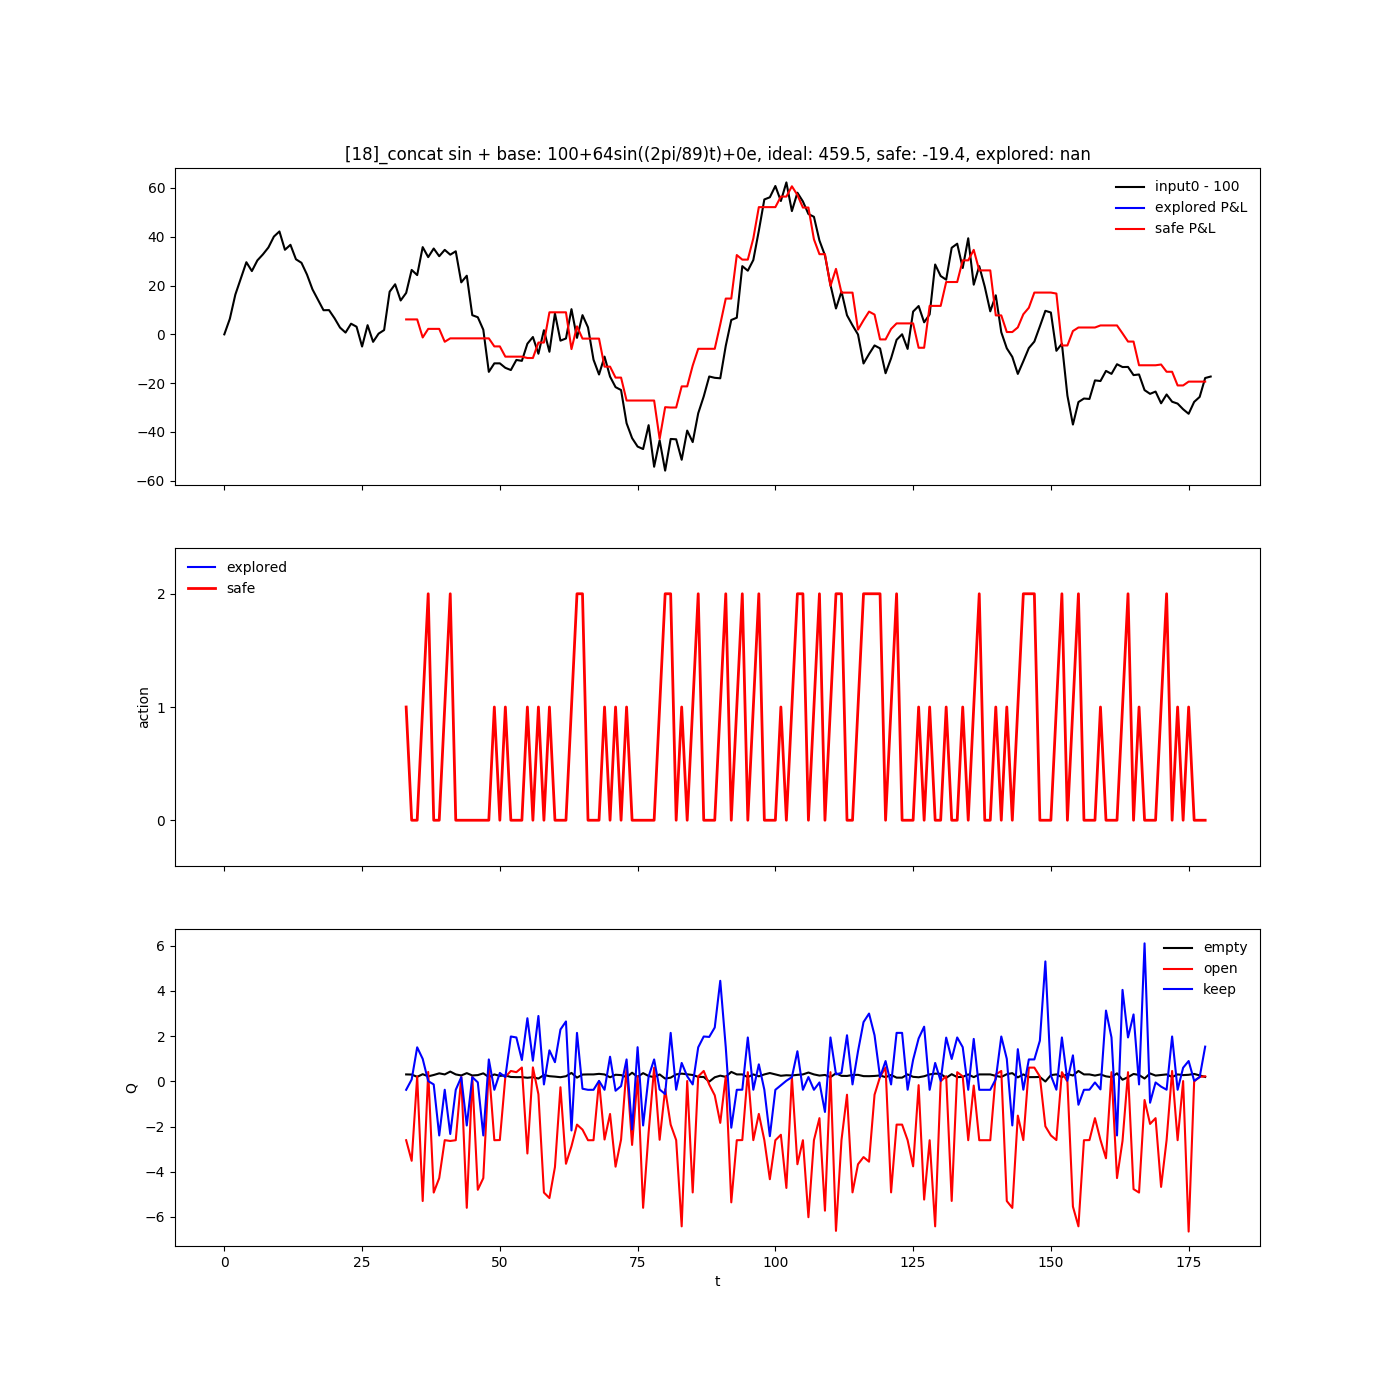 [18]_concat sin + base: 100+64sin((2pi/89)t)+0e, ideal: 459.5, safe: -19.4, explored: nan
60
40
20
0
−20
−40
−60
input0 - 100
explored P&L
safe P&L
action
2
1
0
explored
safe
Q
6
4
2
0
−2
−4
−6
empty
open
keep
0 25 50 75 100 125 150 175
t